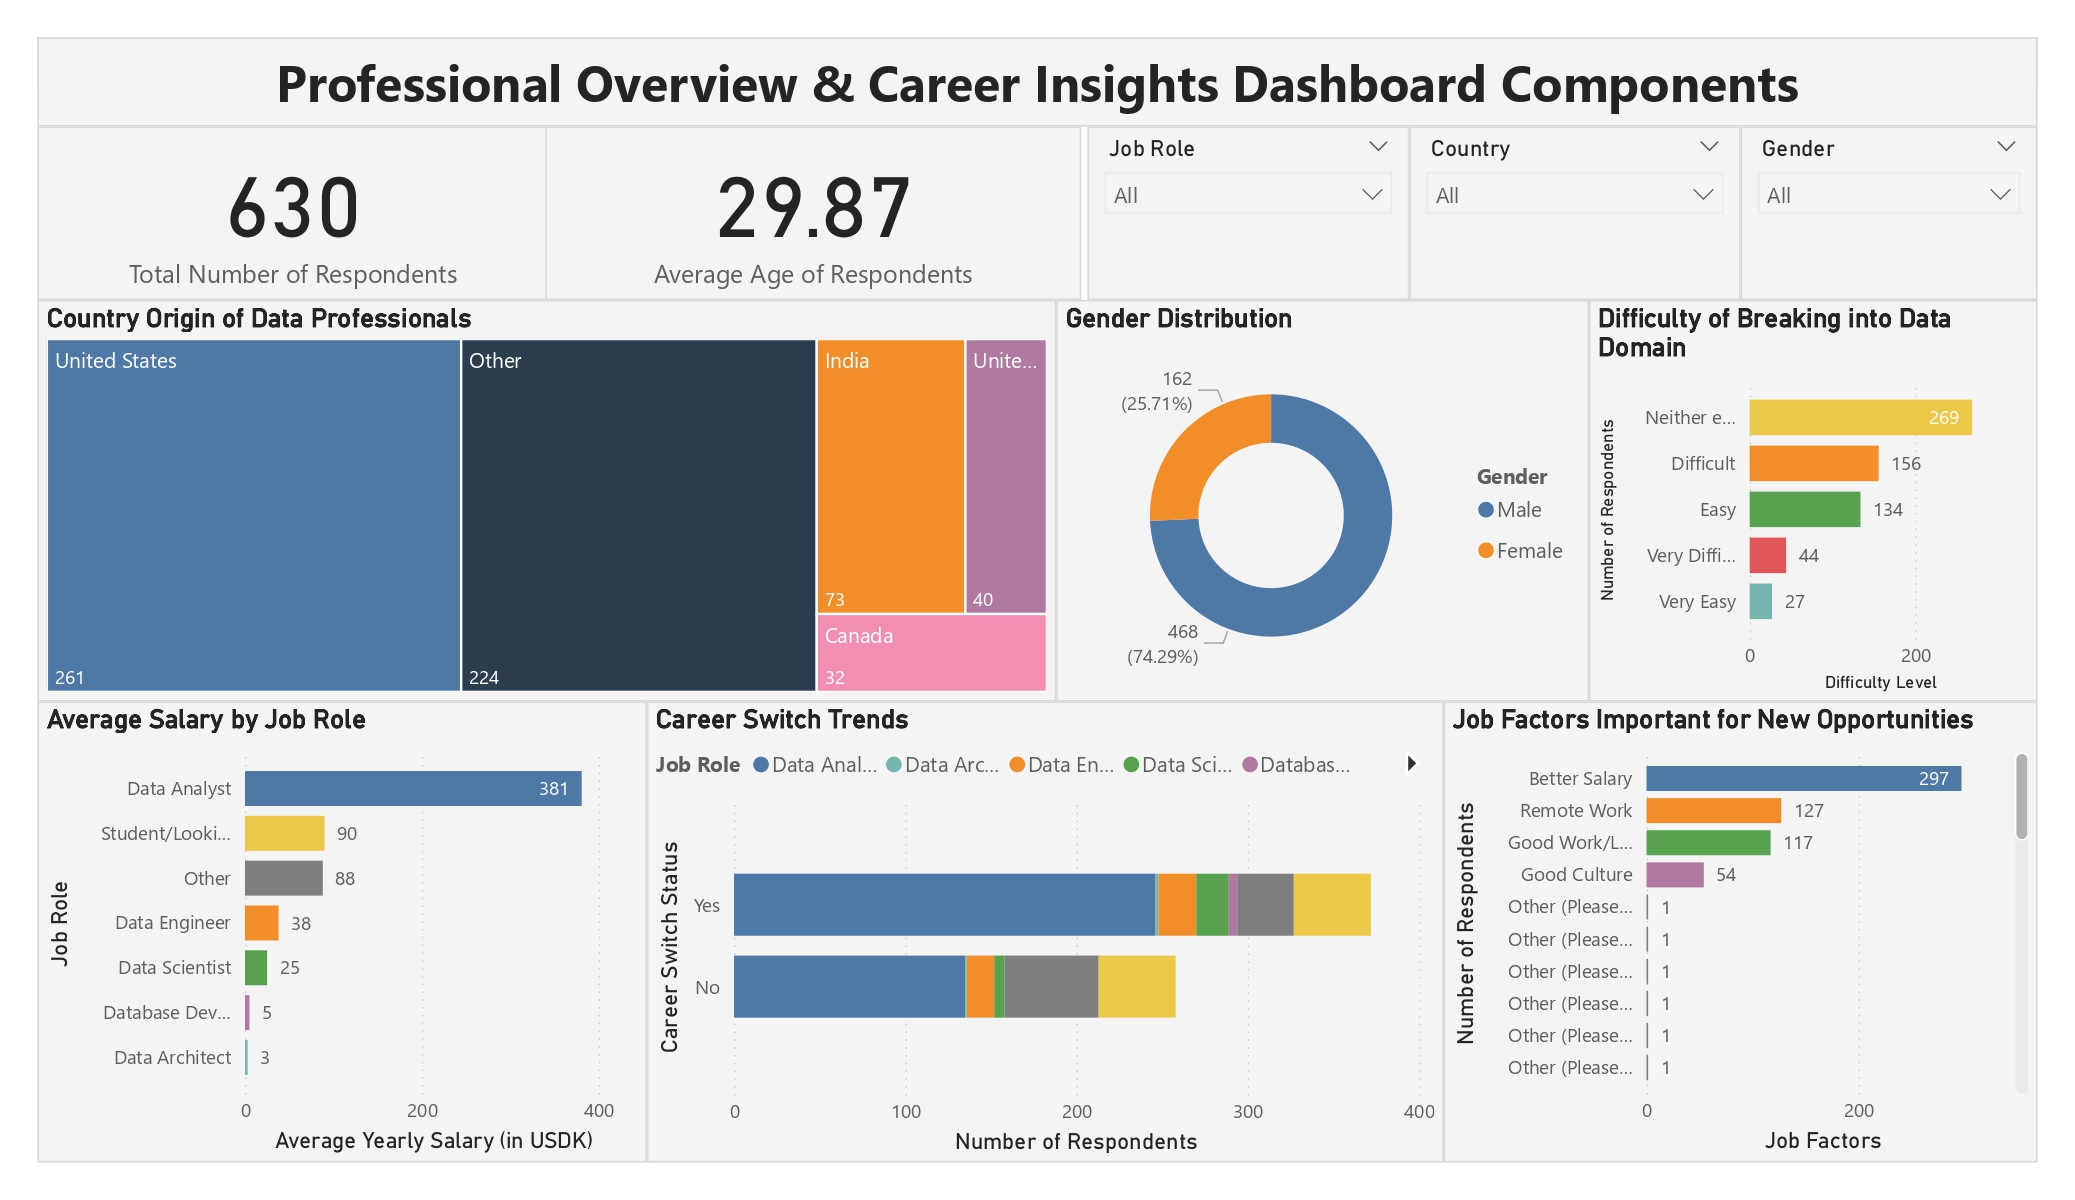 Professional Overview & Career Insights Dashboard Components
630
Total Number of Respondents
29.87
Average Age of Respondents
Job Role
All
Country
All
Gender
All
Country Origin of Data Professionals
United States
261
Other
224
India
73
Unite...
40
Canada
32
Gender Distribution
162
(25.71%)
468
(74.29%)
Gender
Male
Female
Difficulty of Breaking into Data
Domain
Number of Respondents
Neither e... 269
Difficult 156
Easy 134
Very Diffi... 44
Very Easy 27
0 200
Difficulty Level
Average Salary by Job Role
Job Role
Data Analyst 381
Student/Looki... 90
Other 88
Data Engineer 38
Data Scientist 25
Database Dev... 5
Data Architect 3
0 200 400
Average Yearly Salary (in USDK)
Career Switch Trends
Job Role Data Anal... Data Arc... Data En... Data Sci... Databas...
Career Switch Status
Yes
No
0 100 200 300 400
Number of Respondents
Job Factors Important for New Opportunities
Number of Respondents
Better Salary 297
Remote Work 127
Good Work/L... 117
Good Culture 54
Other (Please... 1
Other (Please... 1
Other (Please... 1
Other (Please... 1
Other (Please... 1
Other (Please... 1
0 200
Job Factors